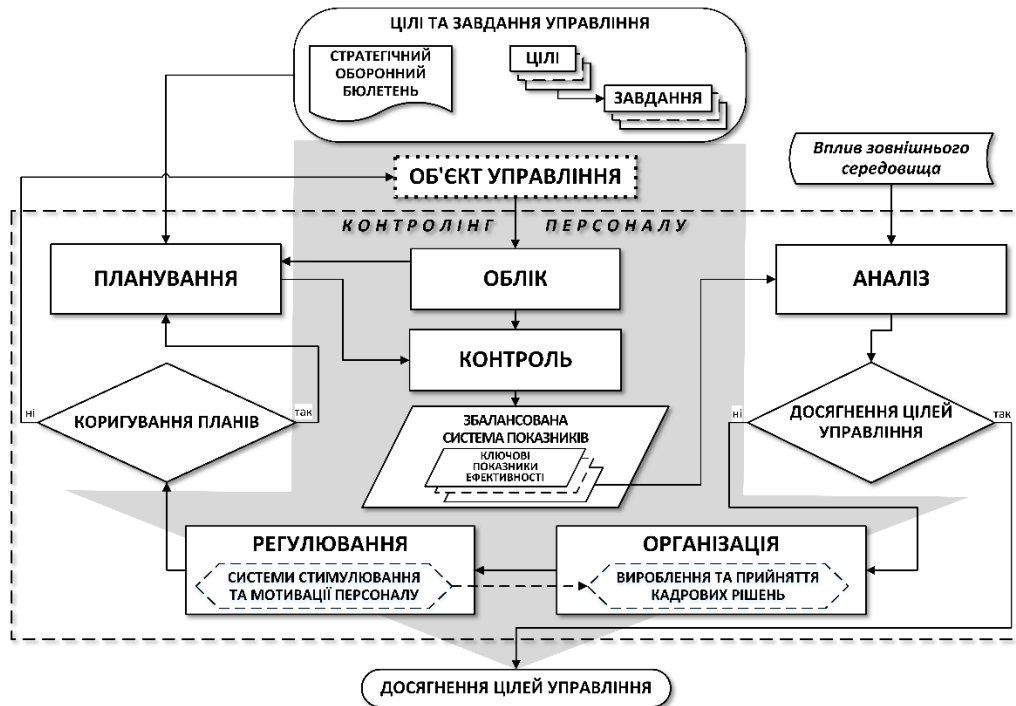 ЦІЛІ ТА ЗАВДАННЯ УПРАВЛІННЯ
СТРАТЕГІЧНИЙ
ОБОРОННИЙ
БЮЛЕТЕНЬ
ЦІЛІ
ЗАВДАННЯ
Вплив зовнішнього
середовища
ОБ'ЄКТ УПРАВЛІННЯ
КОНТРОЛІНГ ПЕРСОНАЛУ
ПЛАНУВАННЯ
ОБЛІК
АНАЛІЗ
КОНТРОЛЬ
ні
КОРИГУВАННЯ ПЛАНІВ
так
ЗБАЛАНСОВАНА
СИСТЕМА ПОКАЗНИКІВ
КЛЮЧОВІ
ПОКАЗНИКИ
ЕФЕКТИВНОСТІ
ні
ДОСЯГНЕННЯ ЦІЛЕЙ
УПРАВЛІННЯ
так
РЕГУЛЮВАННЯ
СИСТЕМИ СТИМУЛЮВАННЯ
ТА МОТИВАЦІЇ ПЕРСОНАЛУ
ОРГАНІЗАЦІЯ
ВИРОБЛЕННЯ ТА ПРИЙНЯТТЯ
КАДРОВИХ РІШЕНЬ
ДОСЯГНЕННЯ ЦІЛЕЙ УПРАВЛІННЯ